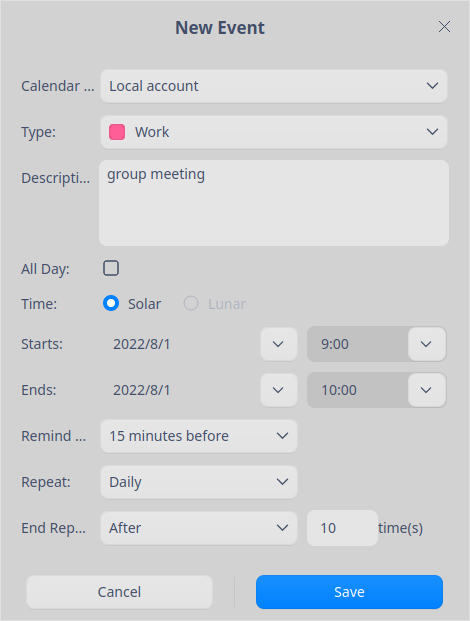 New Event
Calendar ... Local account
Type: Work
Descripti... group meeting
All Day:
Time: Solar Lunar
Starts: 2022/8/1 9:00
Ends: 2022/8/1 10:00
Remind ... 15 minutes before
Repeat: Daily
End Rep... After 10 time(s)
Cancel Save